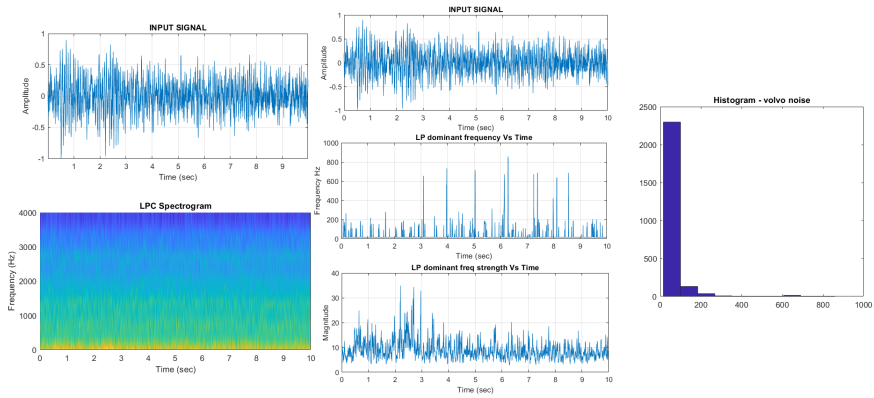 INPUT SIGNAL
1
0.5
0
-0.5
-1
Amplitude
1 2 3 4 5 6 7 8 9
Time (sec)
LPC Spectrogram
4000
3000
2000
1000
0
Frequency (Hz)
0 1 2 3 4 5 6 7 8 9 10
Time (sec)
INPUT SIGNAL
1
0.5
0
-0.5
-1
Amplitude
0 1 2 3 4 5 6 7 8 9 10
Time (sec)
LP dominant frequency Vs Time
1000
800
600
400
200
0
Frequency Hz
0 1 2 3 4 5 6 7 8 9 10
Time (sec)
LP dominant freq strength Vs Time
40
30
20
10
0
Magnitude
0 1 2 3 4 5 6 7 8 9 10
Time (sec)
Histogram - volvo noise
2500
2000
1500
1000
500
0
0 200 400 600 800 1000